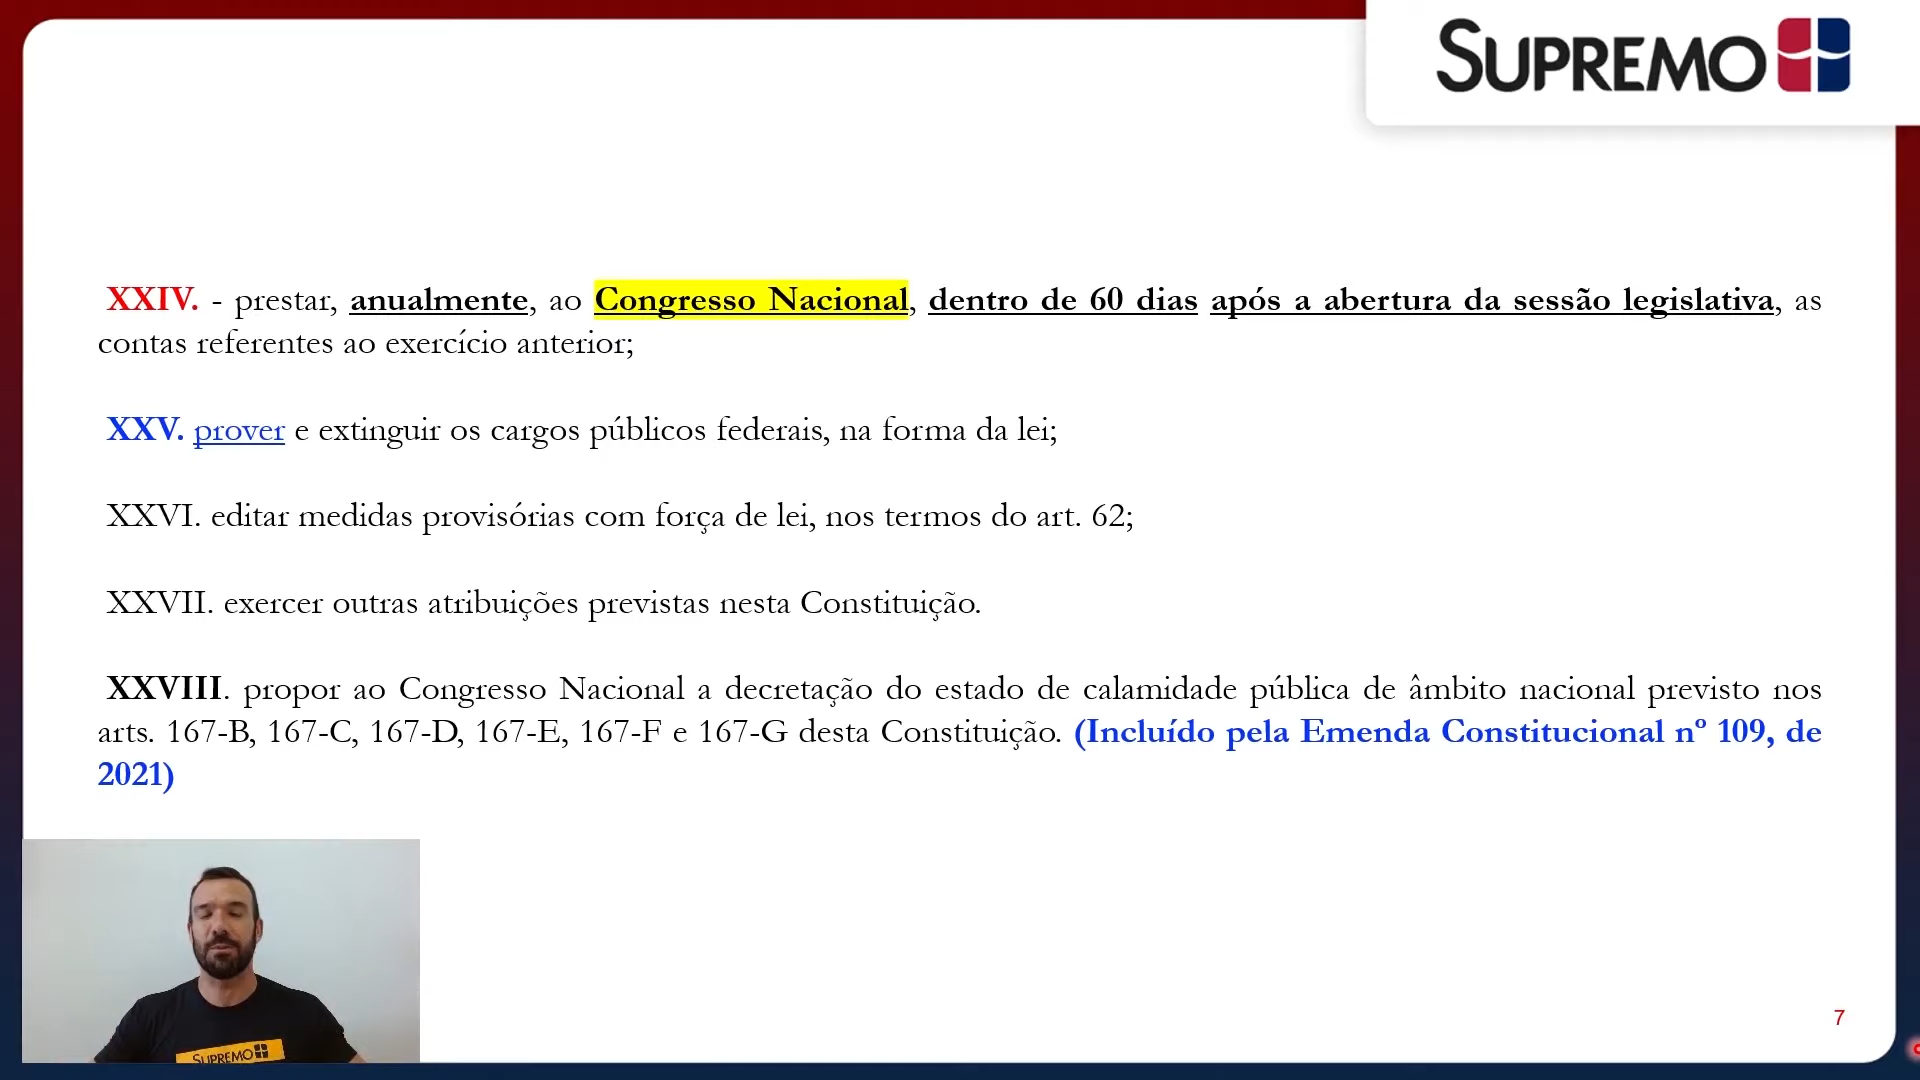 SUPREMO
XXIV. - prestar, anualmente, ao Congresso Nacional, dentro de 60 dias após a abertura da sessão legislativa, as
contas referentes ao exercício anterior;
XXV. prover e extinguir os cargos públicos federais, na forma da lei;
XXVI. editar medidas provisórias com força de lei, nos termos do art. 62;
XXVII. exercer outras atribuições previstas nesta Constituição.
XXVIII. propor ao Congresso Nacional a decretação do estado de calamidade pública de âmbito nacional previsto nos
arts. 167-B, 167-C, 167-D, 167-E, 167-F e 167-G desta Constituição. (Incluído pela Emenda Constitucional nº 109, de
2021)
SUPREMO
7